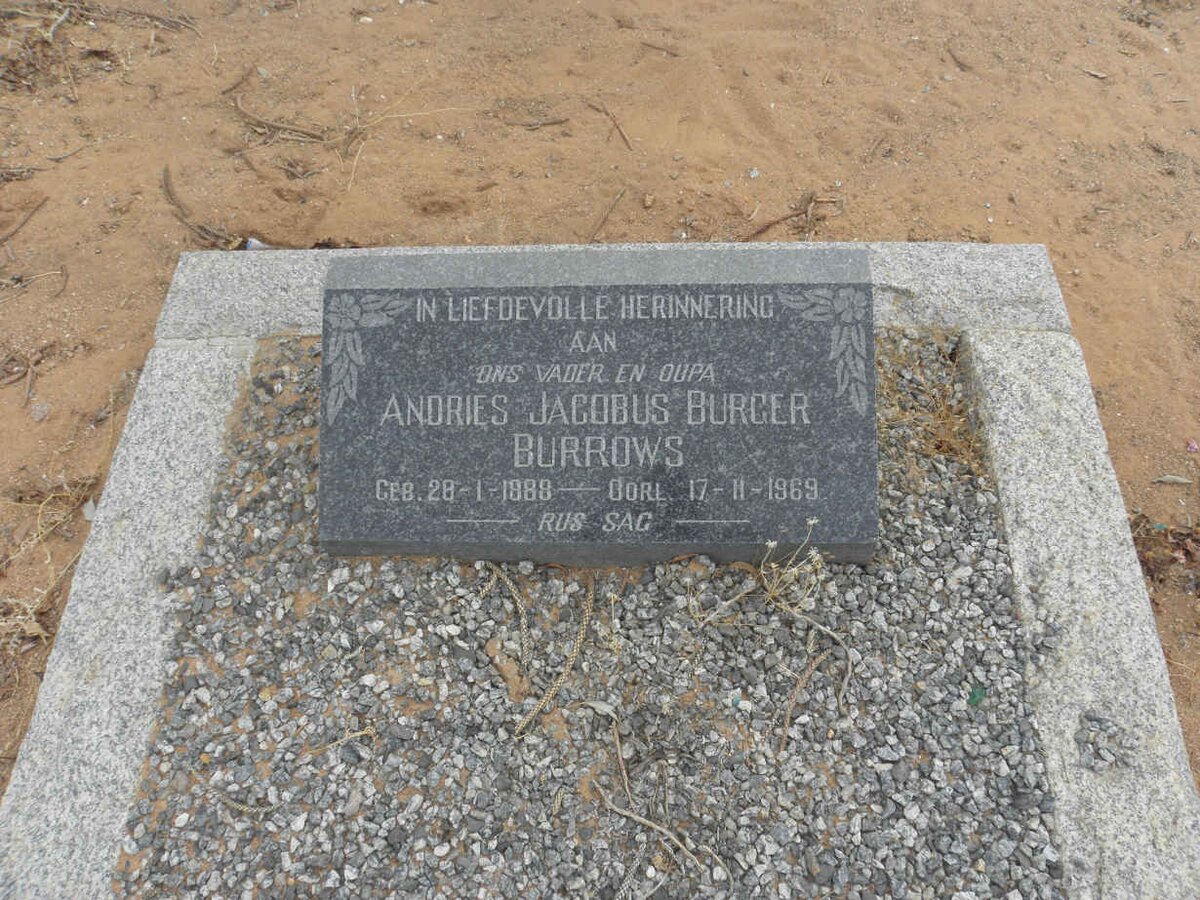 IN LIEFDEVOLLE HERINNERING
AAN
ONS VADER EN OUPA
ANDRIES JACOBUS BURGER
BURROWS
GEB. 28-1-1888 — OORL. 17-11-1969
— RUS SAG —